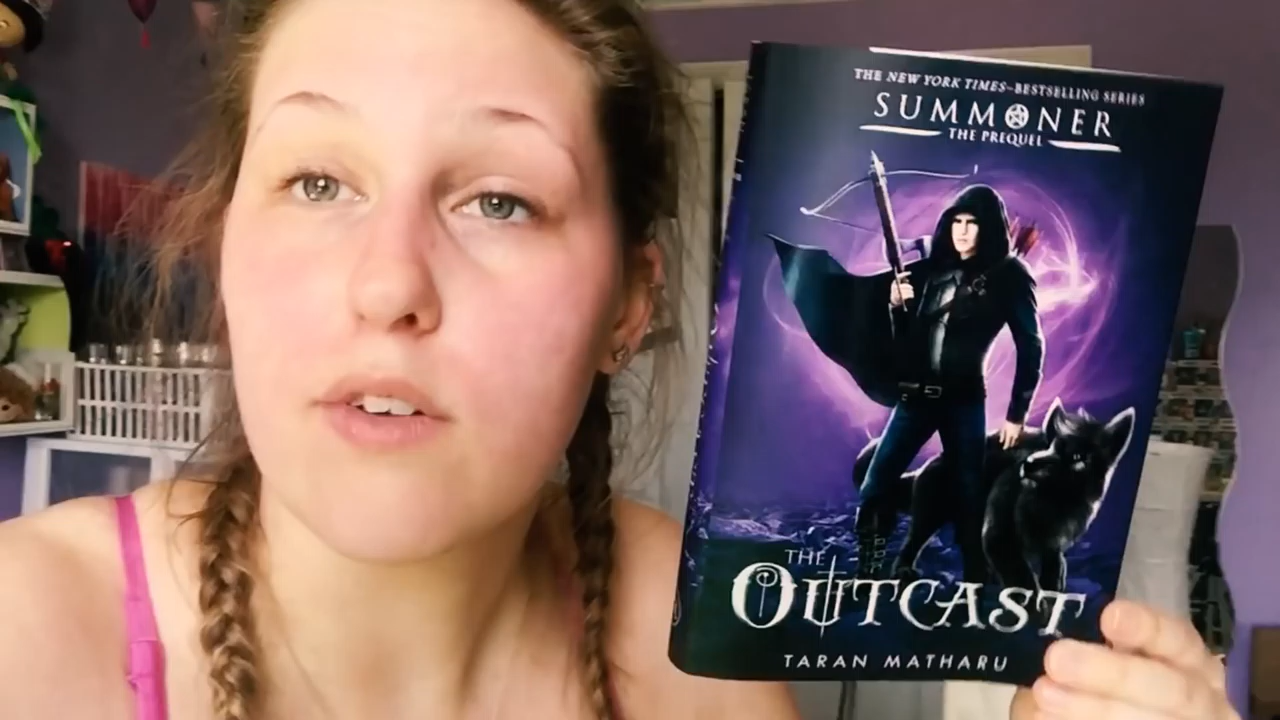 THE NEW YORK TIMES-BESTSELLING SERIES
SUMMONER
THE PREQUEL
THE
OUTCAST
TARAN MATHARU